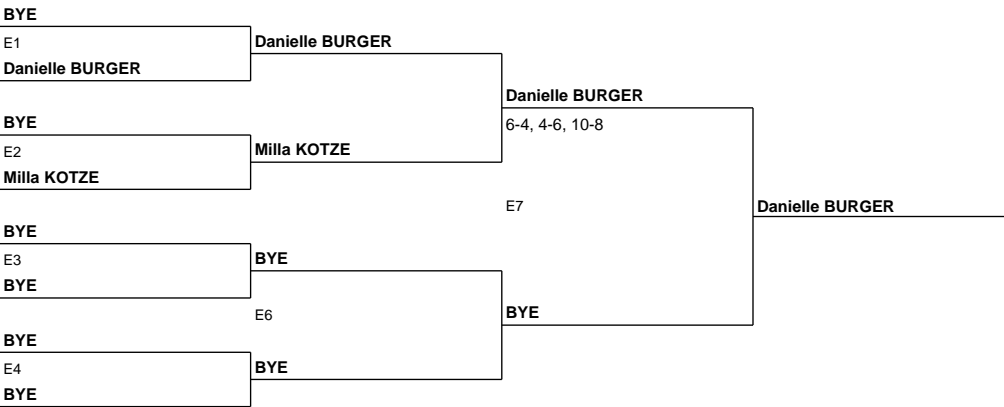 BYE
E1
Danielle BURGER
Danielle BURGER
BYE
E2
Milla KOTZE
Milla KOTZE
Danielle BURGER
6-4, 4-6, 10-8
E7
Danielle BURGER
BYE
E3
BYE
BYE
E6
BYE
BYE
E4
BYE
BYE